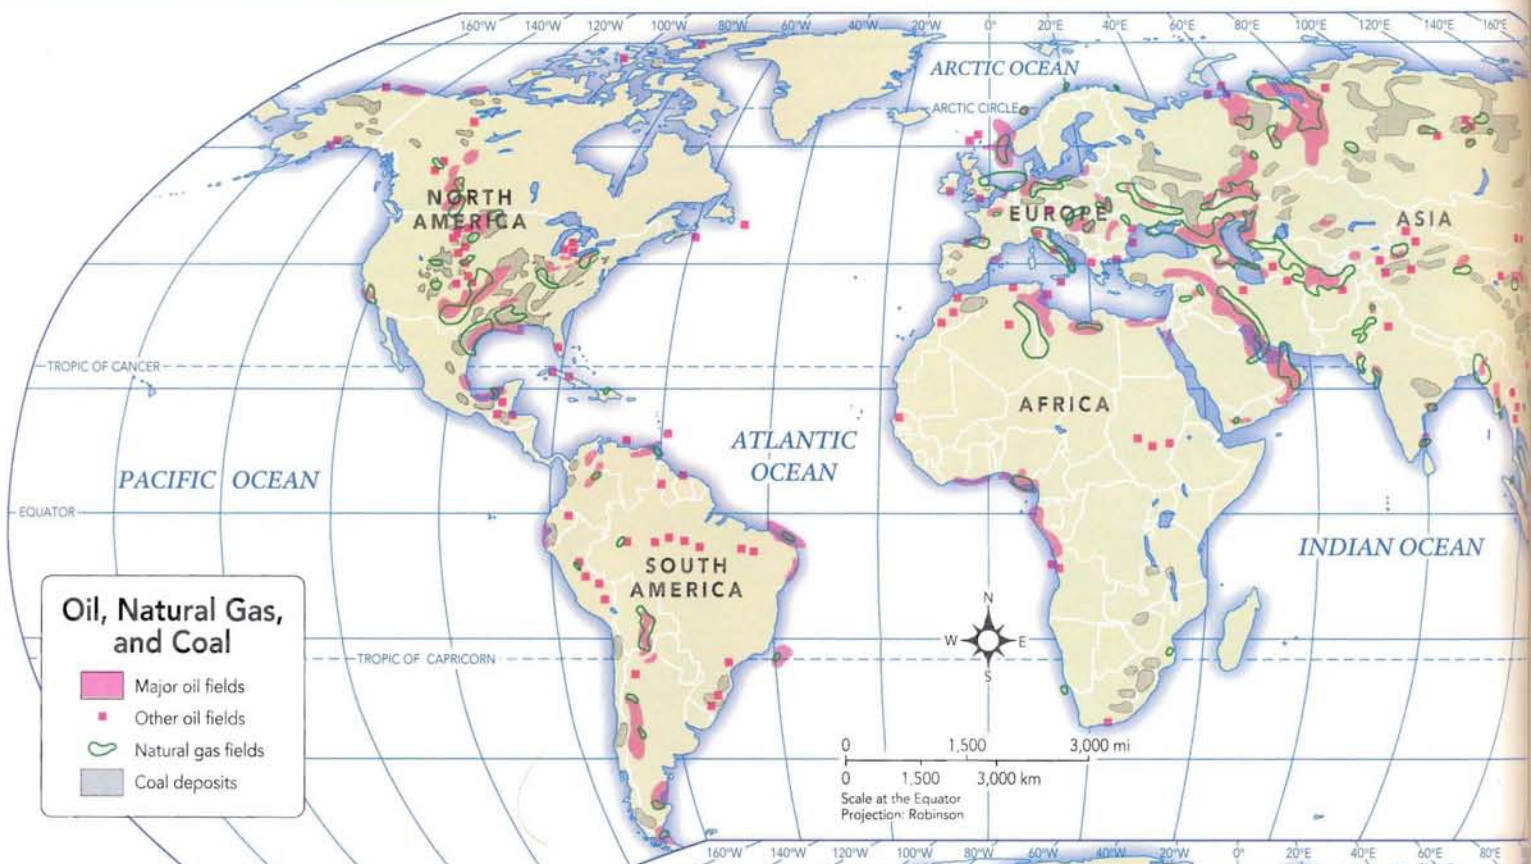 160°W 140°W 120°W 100°W 80°W 60°W 40°W 20°W 0° 20°E 40°E 60°E 80°E 100°E 120°E 140°E 160°E
ARCTIC OCEAN
ARCTIC CIRCLE
NORTH
AMERICA
EUROPE
ASIA
TROPIC OF CANCER
AFRICA
ATLANTIC
OCEAN
PACIFIC OCEAN
EQUATOR
INDIAN OCEAN
SOUTH
AMERICA
TROPIC OF CAPRICORN
N
W E
S
Oil, Natural Gas,
and Coal
Major oil fields
Other oil fields
Natural gas fields
Coal deposits
0 1,500 3,000 mi
0 1,500 3,000 km
Scale at the Equator
Projection: Robinson
160°W 140°W 120°W 100°W 80°W 60°W 40°W 20°W 0° 20°E 40°E 60°E 80°E